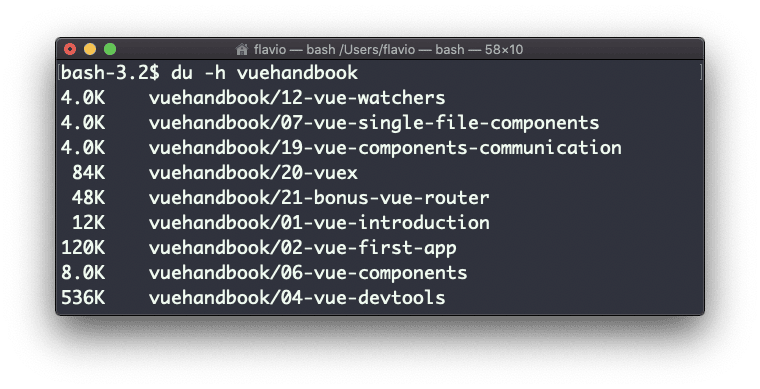 flavio — bash /Users/flavio — bash — 58×10
bash-3.2$ du -h vuehandbook
4.0K    vuehandbook/12-vue-watchers
4.0K    vuehandbook/07-vue-single-file-components
4.0K    vuehandbook/19-vue-components-communication
 84K    vuehandbook/20-vuex
 48K    vuehandbook/21-bonus-vue-router
 12K    vuehandbook/01-vue-introduction
120K    vuehandbook/02-vue-first-app
8.0K    vuehandbook/06-vue-components
536K    vuehandbook/04-vue-devtools